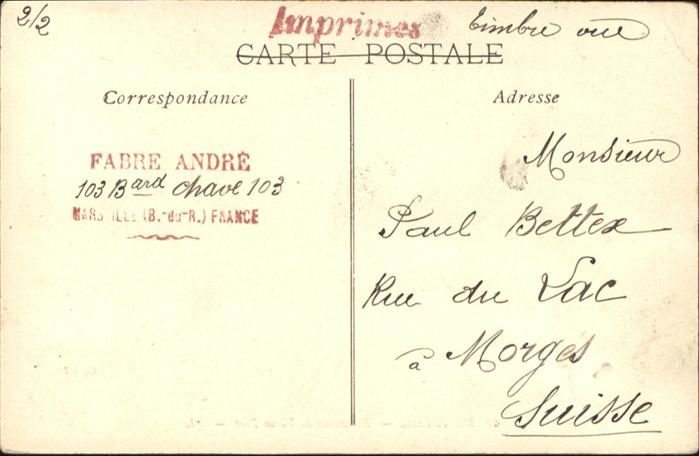 2/2
Imprimes
Timbre vue
CARTE POSTALE
Correspondance
Adresse
FABRE ANDRÉ
103 Bard Chave 103
MARSEILLE (B.-du-R.) FRANCE
Monsieur
Paul Bettex
Rue du Lac
à Morges
Suisse